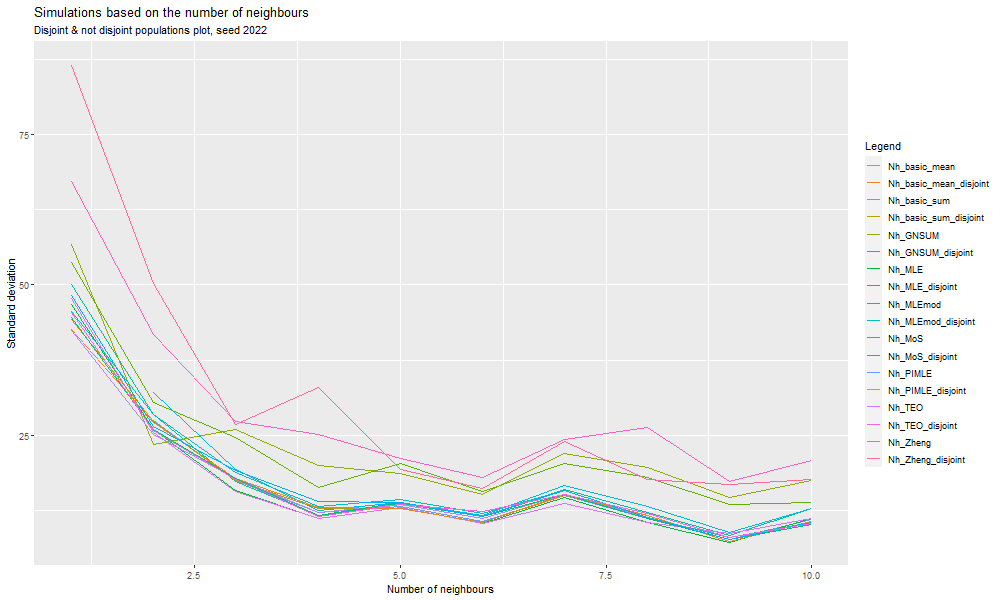 Simulations based on the number of neighbours
Disjoint & not disjoint populations plot, seed 2022
Standard deviation
75
50
25
2.5
5.0
7.5
10.0
Number of neighbours
Legend
Nh_basic_mean
Nh_basic_mean_disjoint
Nh_basic_sum
Nh_basic_sum_disjoint
Nh_GNSUM
Nh_GNSUM_disjoint
Nh_MLE
Nh_MLE_disjoint
Nh_MLEmod
Nh_MLEmod_disjoint
Nh_MoS
Nh_MoS_disjoint
Nh_PIMLE
Nh_PIMLE_disjoint
Nh_TEO
Nh_TEO_disjoint
Nh_Zheng
Nh_Zheng_disjoint